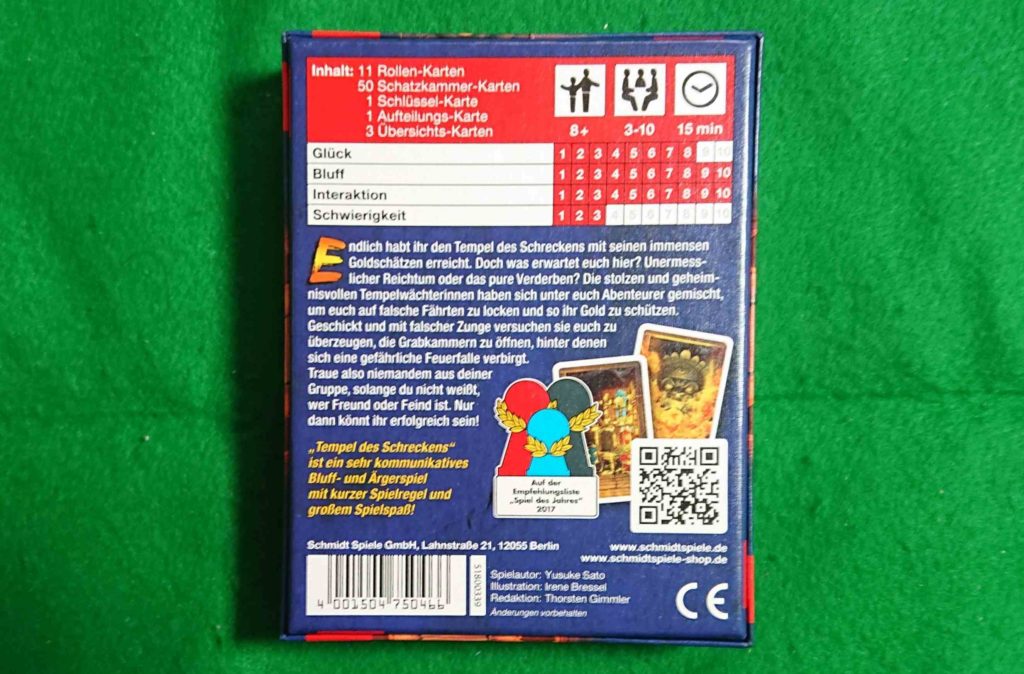 Inhalt: 11 Rollen-Karten
50 Schatzkammer-Karten
1 Schlüssel-Karte
1 Aufteilungs-Karte
3 Übersichts-Karten
8+ 3-10 15 min
Glück 1 2 3 4 5 6 7 8 9 10
Bluff 1 2 3 4 5 6 7 8 9 10
Interaktion 1 2 3 4 5 6 7 8 9 10
Schwierigkeit 1 2 3 4 5 6 7 8 9 10
Endlich habt ihr den Tempel des Schreckens mit seinen immensen
Goldschätzen erreicht. Doch was erwartet euch hier? Unermess-
licher Reichtum oder das pure Verderben? Die stolzen und geheim-
nisvollen Tempelwächterinnen haben sich unter euch Abenteurer gemischt,
um euch auf falsche Fährten zu locken und so ihr Gold zu schützen.
Geschickt und mit falscher Zunge versuchen sie euch zu
überzeugen, die Grabkammern zu öffnen, hinter denen
sich eine gefährliche Feuerfalle verbirgt.
Traue also niemandem aus deiner
Gruppe, solange du nicht weißt,
wer Freund oder Feind ist. Nur
dann könnt ihr erfolgreich sein!
„Tempel des Schreckens“
ist ein sehr kommunikatives
Bluff- und Ärgerspiel
mit kurzer Spielregel und
großem Spielspaß!
Auf der
Empfehlungsliste
„Spiel des Jahres“
2017
Schmidt Spiele GmbH, Lahnstraße 21, 12055 Berlin
www.schmidtspiele.de
www.schmidtspiele-shop.de
4 001504 750466
51800339
Spielautor: Yusuke Sato
Illustration: Irene Bressel
Redaktion: Thorsten Gimmler
Änderungen vorbehalten
CE